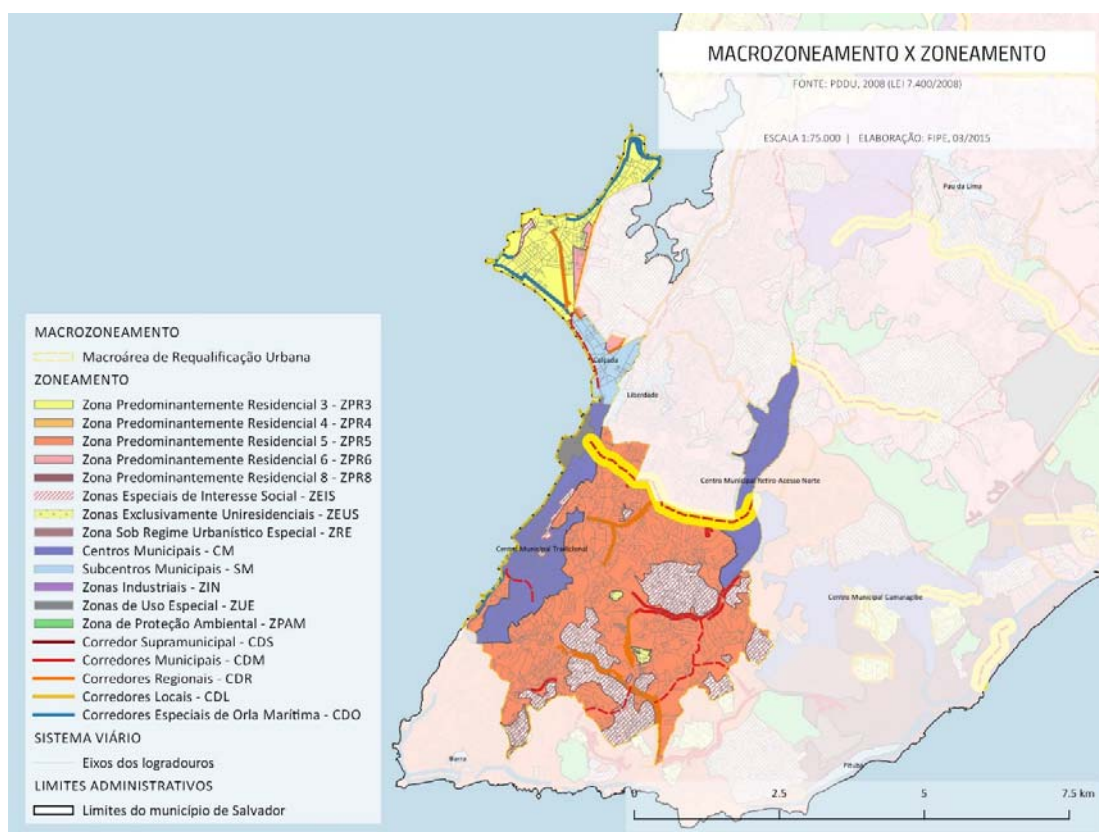 MACROZONEAMENTO X ZONEAMENTO
FONTE: PDDU, 2008 (LEI 7.400/2008)
ESCALA 1:75.000 | ELABORAÇÃO: FIPE, 03/2015
Pau da Lima
Calçada
Liberdade
Centro Municipal Retiro-Acesso Norte
Centro Municipal Tradicional
Centro Municipal Camaragibe
Barra
Pituba
MACROZONEAMENTO
Macroárea de Requalificação Urbana
ZONEAMENTO
Zona Predominantemente Residencial 3 - ZPR3
Zona Predominantemente Residencial 4 - ZPR4
Zona Predominantemente Residencial 5 - ZPR5
Zona Predominantemente Residencial 6 - ZPR6
Zona Predominantemente Residencial 8 - ZPR8
Zonas Especiais de Interesse Social - ZEIS
Zonas Exclusivamente Uniresidenciais - ZEUS
Zona Sob Regime Urbanístico Especial - ZRE
Centros Municipais - CM
Subcentros Municipais - SM
Zonas Industriais - ZIN
Zonas de Uso Especial - ZUE
Zona de Proteção Ambiental - ZPAM
Corredor Supramunicipal - CDS
Corredores Municipais - CDM
Corredores Regionais - CDR
Corredores Locais - CDL
Corredores Especiais de Orla Marítima - CDO
SISTEMA VIÁRIO
Eixos dos logradouros
LIMITES ADMINISTRATIVOS
Limites do município de Salvador
0 2.5 5 7.5 km